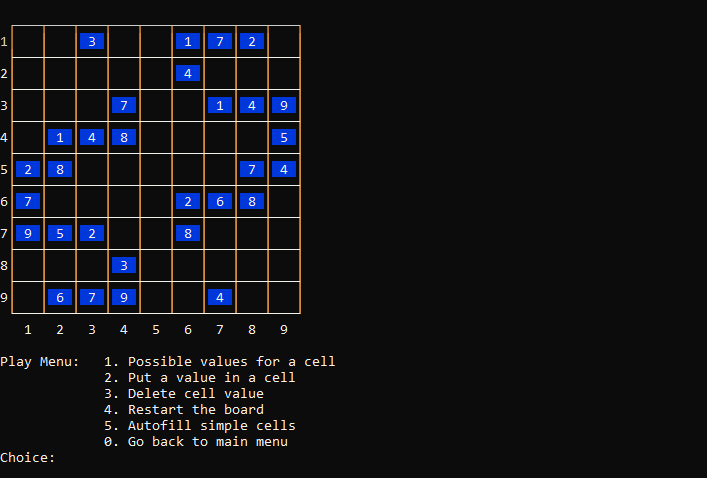 1 3 1 7 2
2 4
3 7 1 4 9
4 1 4 8 5
5 2 8 7 4
6 7 2 6 8
7 9 5 2 8
8 3
9 6 7 9 4
1 2 3 4 5 6 7 8 9
Play Menu: 1. Possible values for a cell
2. Put a value in a cell
3. Delete cell value
4. Restart the board
5. Autofill simple cells
0. Go back to main menu
Choice: